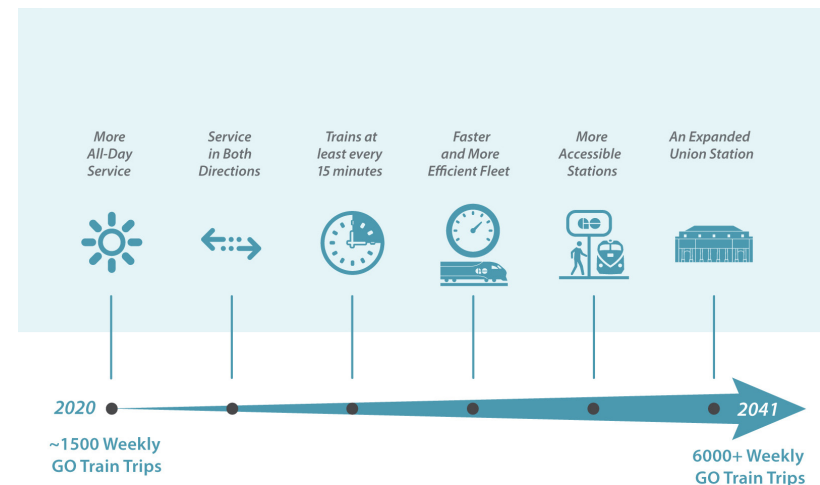 More
All-Day
Service
Service
in Both
Directions
Trains at
least every
15 minutes
Faster
and More
Efficient Fleet
More
Accessible
Stations
An Expanded
Union Station
GO
GO
2020
2041
~1500 Weekly
GO Train Trips
6000+ Weekly
GO Train Trips